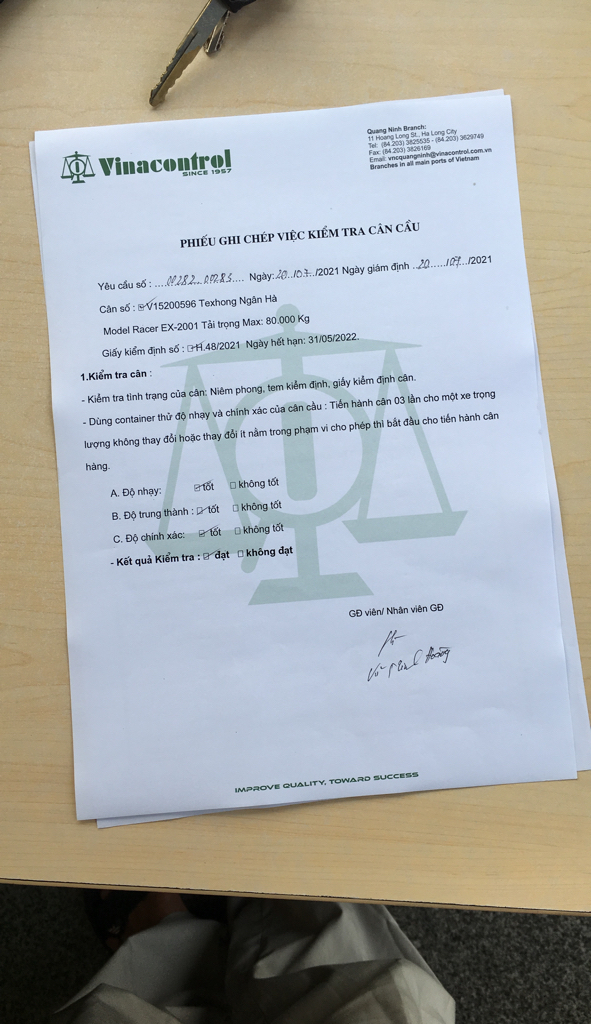 Vinacontrol
SINCE 1957
Quang Ninh Branch:
11 Hoang Long St., Ha Long City
Tel: (84.203) 3825535 - (84.203) 3629749
Fax: (84.203) 3826169
Email: vncquangninh@vinacontrol.com.vn
Branches in all main ports of Vietnam
PHIẾU GHI CHÉP VIỆC KIỂM TRA CÂN CẦU
Yêu cầu số : .... 00282..00283.... Ngày: 20../07../2021 Ngày giám định ..20...../07../2021
Cân số : ☑V15200596 Texhong Ngân Hà
Model Racer EX-2001 Tải trọng Max: 80.000 Kg
Giấy kiểm định số : ☑H.48/2021 Ngày hết hạn: 31/05/2022.
1.Kiểm tra cân :
- Kiểm tra tình trạng của cân: Niêm phong, tem kiểm định, giấy kiểm định cân.
- Dùng container thử độ nhạy và chính xác của cân cầu : Tiến hành cân 03 lần cho một xe trọng
lượng không thay đổi hoặc thay đổi ít nằm trong phạm vi cho phép thì bắt đầu cho tiến hành cân
hàng.
A. Độ nhạy: ☑ tốt ☐ không tốt
B. Độ trung thành : ☑ tốt ☐ không tốt
C. Độ chính xác: ☑ tốt ☐ không tốt
- Kết quả Kiểm tra : ☑ đạt ☐ không đạt
GĐ viên/ Nhân viên GĐ
IMPROVE QUALITY, TOWARD SUCCESS